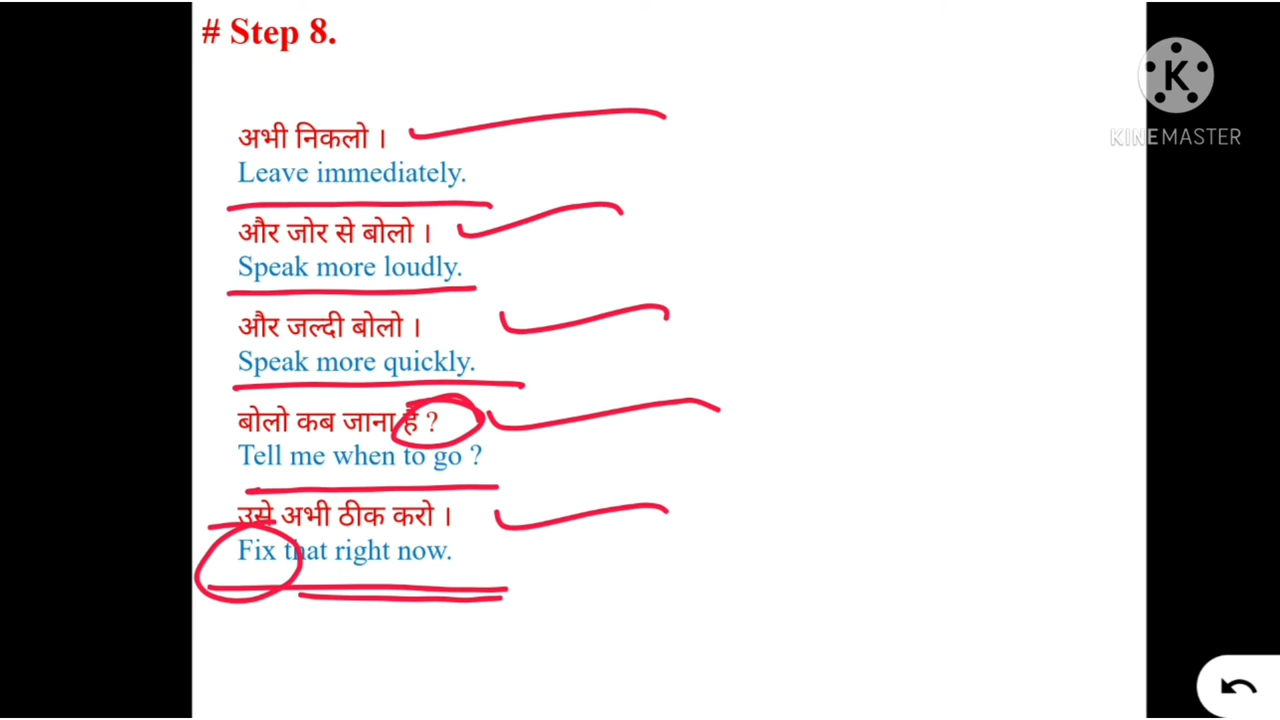 # Step 8.
अभी निकलो ।
Leave immediately.
और जोर से बोलो ।
Speak more loudly.
और जल्दी बोलो ।
Speak more quickly.
बोलो कब जाना है ?
Tell me when to go ?
उसे अभी ठीक करो ।
Fix that right now.
K
KINEMASTER